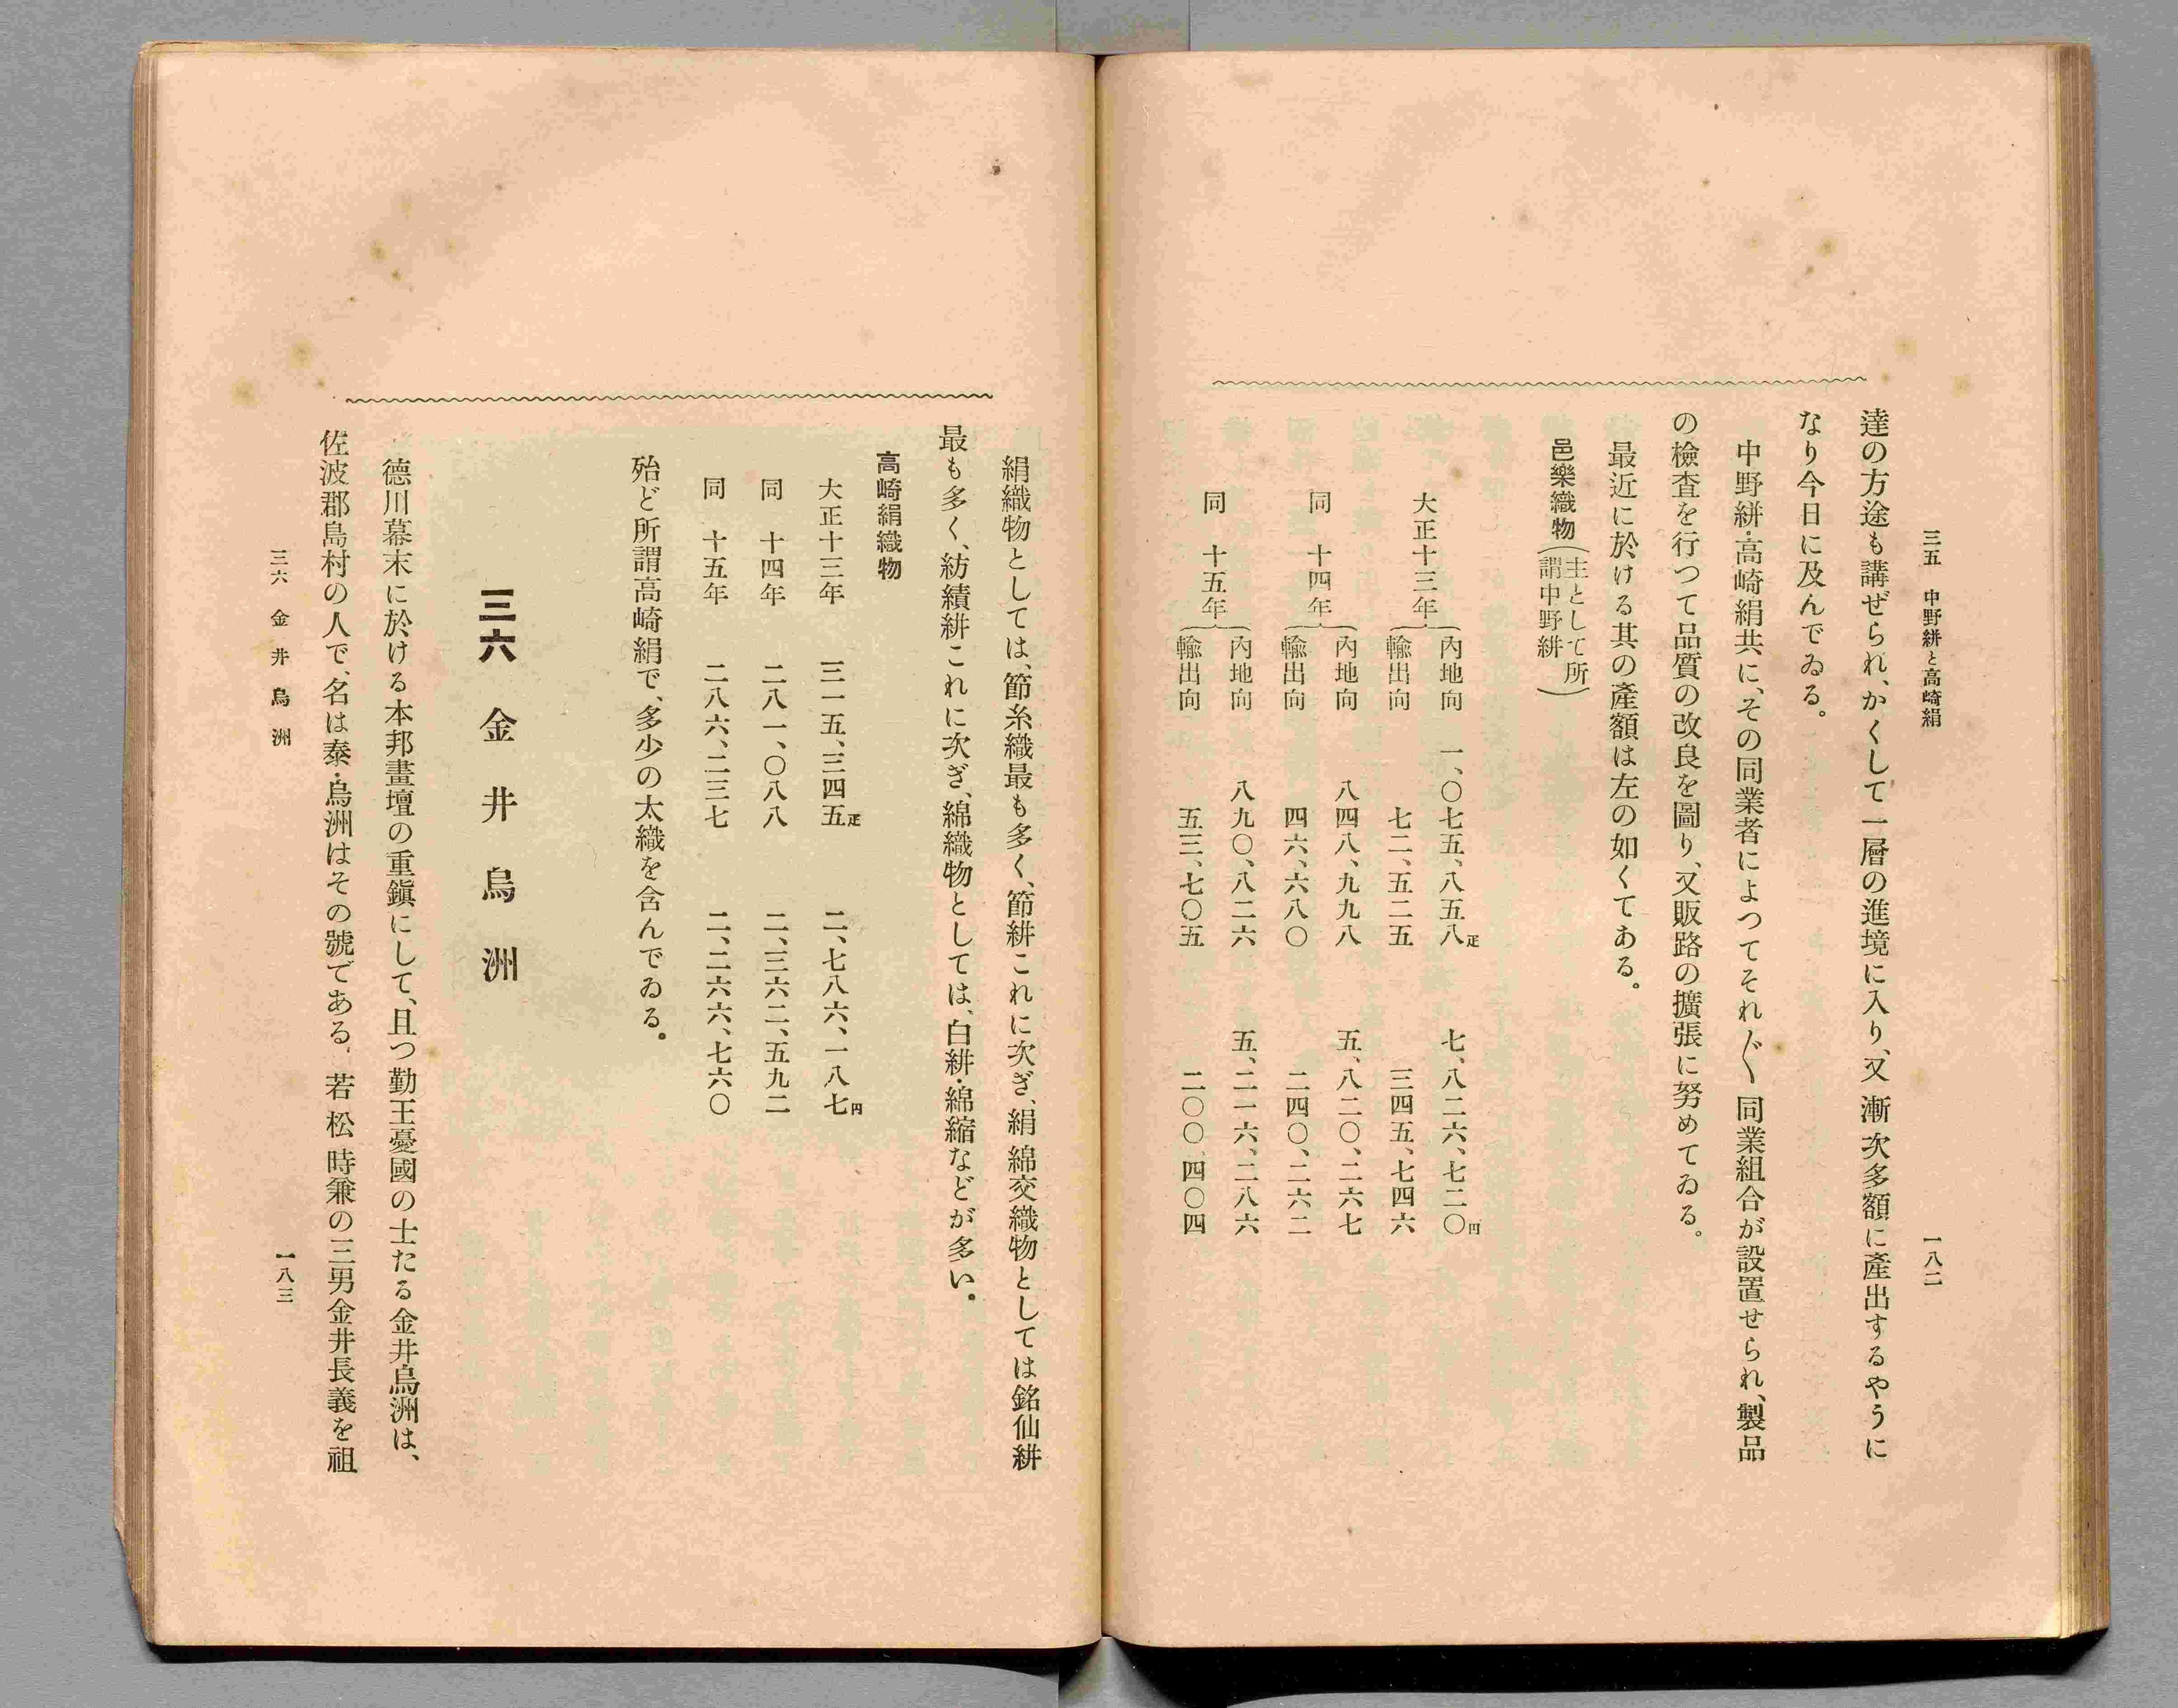 三五　中野絣と高崎絹
一八二
達の方途も講ぜられ、かくして一層の進境に入り、又漸次多額に產出するやうに
なり今日に及んでゐる。
中野絣・高崎絹共に、その同業者によつてそれ〴〵同業組合が設置せられ、製品
の檢査を行つて品質の改良を圖り、又販路の擴張に努めてゐる。
最近に於ける其の產額は左の如くてある。
邑樂織物（主として所謂中野絣）
大正十三年　內地向　一、〇七五、八五八疋　七、八二六、七二〇円
輸出向　七二、五二五　三四五、七四六
同　十四年　內地向　八四八、九九八　五、八二〇、二六七
輸出向　四六、六八〇　二四〇、二六二
同　十五年　內地向　八九〇、八二六　五、二一六、二八六
輸出向　五三、七〇五　二〇〇、四〇四
絹織物としては、節糸織最も多く、節絣これに次ぎ、絹綿交織物としては銘仙絣
最も多く、紡績絣これに次ぎ、綿織物としては、白絣・綿縮などが多い。
高崎絹織物
大正十三年　三一五、三四五疋　二、七八六、一八七円
同　十四年　二八一、〇八八　二、三六二、五九二
同　十五年　二八六、二三七　二、二六六、七六〇
殆ど所謂高崎絹で、多少の太織を含んでゐる。
三六　金井烏洲
德川幕末に於ける本邦畫壇の重鎭にして、且つ勤王憂國の士たる金井烏洲は、
佐波郡島村の人で、名は泰・烏洲はその號である。若松時兼の三男金井長義を祖
三六　金井烏洲
一八三